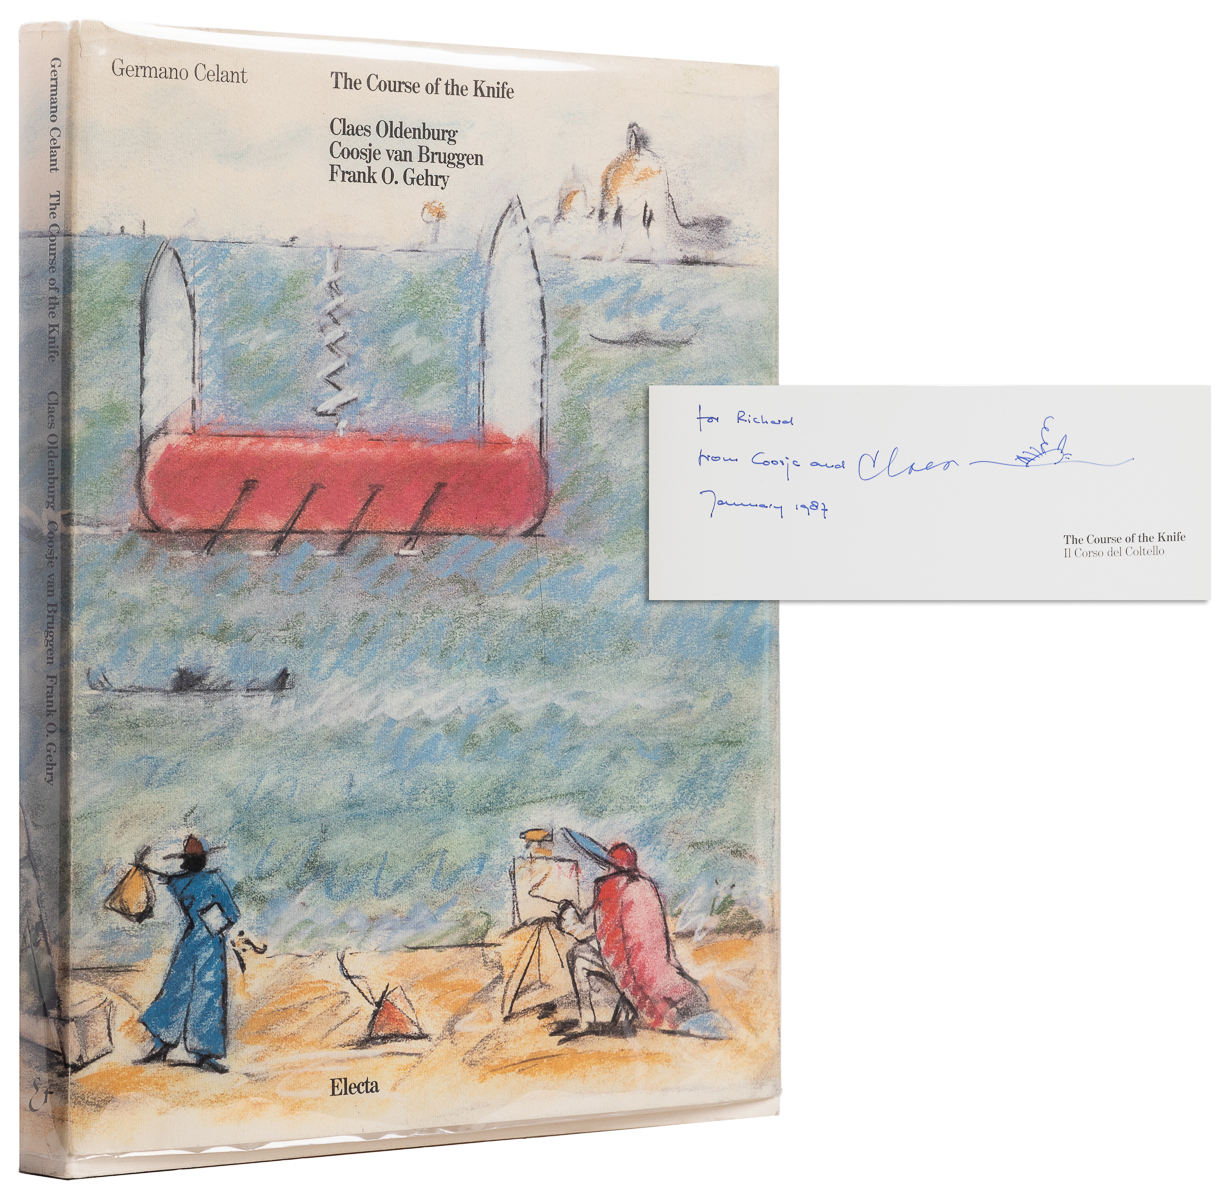 Germano Celant The Course of the Knife Claes Oldenburg Coosje van Bruggen Frank O. Gehry
Germano Celant
The Course of the Knife
Claes Oldenburg
Coosje van Bruggen
Frank O. Gehry
Electa
for Richard
from Coosje and Claes
January 1987
The Course of the Knife
Il Corso del Coltello